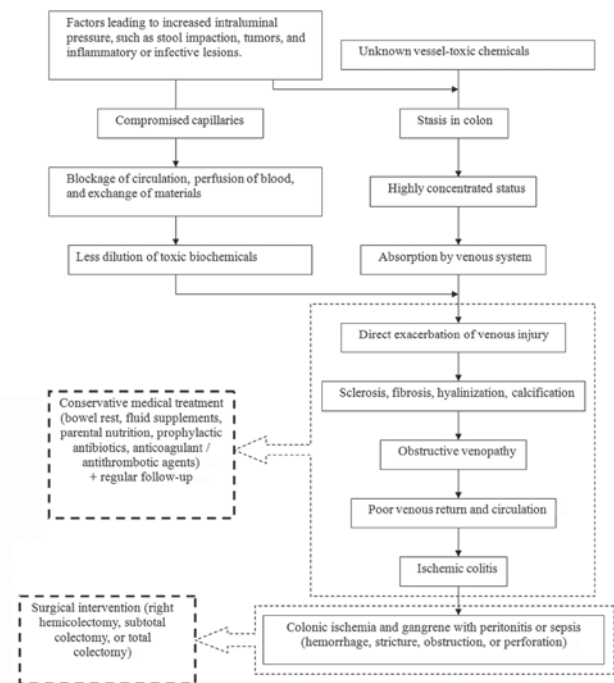 Factors leading to increased intraluminal
pressure, such as stool impaction, tumors, and
inflammatory or infective lesions.
Unknown vessel-toxic chemicals
Compromised capillaries
Stasis in colon
Blockage of circulation, perfusion of blood,
and exchange of materials
Highly concentrated status
Less dilution of toxic biochemicals
Absorption by venous system
Direct exacerbation of venous injury
Sclerosis, fibrosis, hyalinization, calcification
Conservative medical treatment
(bowel rest, fluid supplements,
parental nutrition, prophylactic
antibiotics, anticoagulant /
antithrombotic agents)
+ regular follow-up
Obstructive venopathy
Poor venous return and circulation
Ischemic colitis
Surgical intervention (right
hemicolectomy, subtotal
colectomy, or total
colectomy)
Colonic ischemia and gangrene with peritonitis or sepsis
(hemorrhage, stricture, obstruction, or perforation)